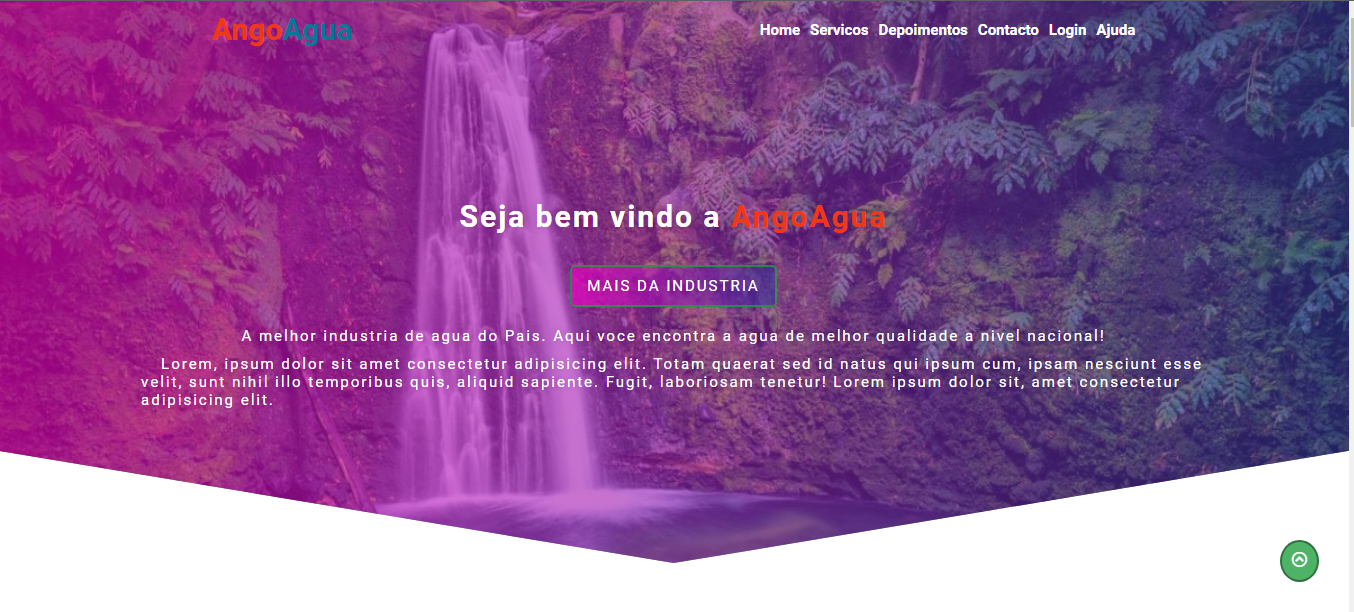 AngoAgua
Home Servicos Depoimentos Contacto Login Ajuda
Seja bem vindo a AngoAgua
MAIS DA INDUSTRIA
A melhor industria de agua do Pais. Aqui voce encontra a agua de melhor qualidade a nivel nacional!
Lorem, ipsum dolor sit amet consectetur adipisicing elit. Totam quaerat sed id natus qui ipsum cum, ipsam nesciunt esse
velit, sunt nihil illo temporibus quis, aliquid sapiente. Fugit, laboriosam tenetur! Lorem ipsum dolor sit, amet consectetur
adipisicing elit.